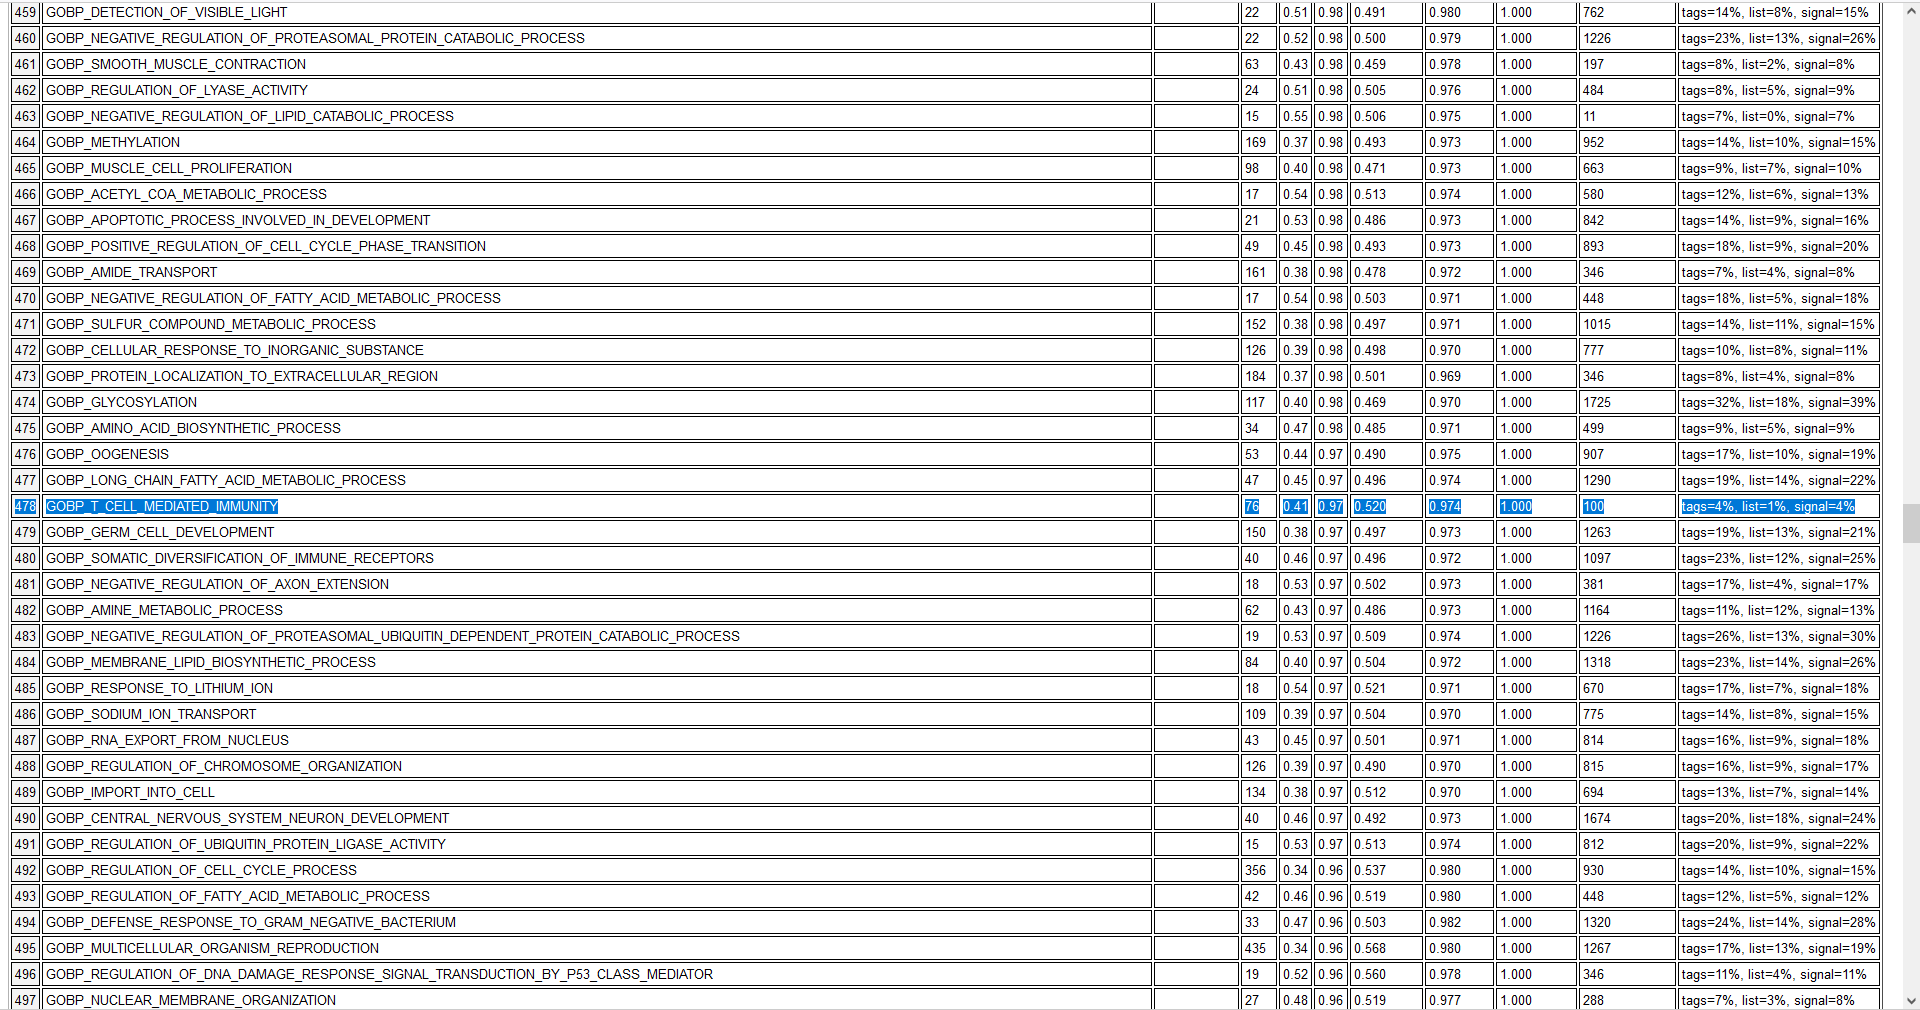 459 GOBP_DETECTION_OF_VISIBLE_LIGHT 22 0.51 0.98 0.491 0.980 1.000 762 tags=14%, list=8%, signal=15%
460 GOBP_NEGATIVE_REGULATION_OF_PROTEASOMAL_PROTEIN_CATABOLIC_PROCESS 22 0.52 0.98 0.500 0.979 1.000 1226 tags=23%, list=13%, signal=26%
461 GOBP_SMOOTH_MUSCLE_CONTRACTION 63 0.43 0.98 0.459 0.978 1.000 197 tags=8%, list=2%, signal=8%
462 GOBP_REGULATION_OF_LYASE_ACTIVITY 24 0.51 0.98 0.505 0.976 1.000 484 tags=8%, list=5%, signal=9%
463 GOBP_NEGATIVE_REGULATION_OF_LIPID_CATABOLIC_PROCESS 15 0.55 0.98 0.506 0.975 1.000 11 tags=7%, list=0%, signal=7%
464 GOBP_METHYLATION 169 0.37 0.98 0.493 0.973 1.000 952 tags=14%, list=10%, signal=15%
465 GOBP_MUSCLE_CELL_PROLIFERATION 98 0.40 0.98 0.471 0.973 1.000 663 tags=9%, list=7%, signal=10%
466 GOBP_ACETYL_COA_METABOLIC_PROCESS 17 0.54 0.98 0.513 0.974 1.000 580 tags=12%, list=6%, signal=13%
467 GOBP_APOPTOTIC_PROCESS_INVOLVED_IN_DEVELOPMENT 21 0.53 0.98 0.486 0.973 1.000 842 tags=14%, list=9%, signal=16%
468 GOBP_POSITIVE_REGULATION_OF_CELL_CYCLE_PHASE_TRANSITION 49 0.45 0.98 0.493 0.973 1.000 893 tags=18%, list=9%, signal=20%
469 GOBP_AMIDE_TRANSPORT 161 0.38 0.98 0.478 0.972 1.000 346 tags=7%, list=4%, signal=8%
470 GOBP_NEGATIVE_REGULATION_OF_FATTY_ACID_METABOLIC_PROCESS 17 0.54 0.98 0.503 0.971 1.000 448 tags=18%, list=5%, signal=18%
471 GOBP_SULFUR_COMPOUND_METABOLIC_PROCESS 152 0.38 0.98 0.497 0.971 1.000 1015 tags=14%, list=11%, signal=15%
472 GOBP_CELLULAR_RESPONSE_TO_INORGANIC_SUBSTANCE 126 0.39 0.98 0.498 0.970 1.000 777 tags=10%, list=8%, signal=11%
473 GOBP_PROTEIN_LOCALIZATION_TO_EXTRACELLULAR_REGION 184 0.37 0.98 0.501 0.969 1.000 346 tags=8%, list=4%, signal=8%
474 GOBP_GLYCOSYLATION 117 0.40 0.98 0.469 0.970 1.000 1725 tags=32%, list=18%, signal=39%
475 GOBP_AMINO_ACID_BIOSYNTHETIC_PROCESS 34 0.47 0.98 0.485 0.971 1.000 499 tags=9%, list=5%, signal=9%
476 GOBP_OOGENESIS 53 0.44 0.97 0.490 0.975 1.000 907 tags=17%, list=10%, signal=19%
477 GOBP_LONG_CHAIN_FATTY_ACID_METABOLIC_PROCESS 47 0.45 0.97 0.496 0.974 1.000 1290 tags=19%, list=14%, signal=22%
478 GOBP_T_CELL_MEDIATED_IMMUNITY 76 0.41 0.97 0.520 0.974 1.000 100 tags=4%, list=1%, signal=4%
479 GOBP_GERM_CELL_DEVELOPMENT 150 0.38 0.97 0.497 0.973 1.000 1263 tags=19%, list=13%, signal=21%
480 GOBP_SOMATIC_DIVERSIFICATION_OF_IMMUNE_RECEPTORS 40 0.46 0.97 0.496 0.972 1.000 1097 tags=23%, list=12%, signal=25%
481 GOBP_NEGATIVE_REGULATION_OF_AXON_EXTENSION 18 0.53 0.97 0.502 0.973 1.000 381 tags=17%, list=4%, signal=17%
482 GOBP_AMINE_METABOLIC_PROCESS 62 0.43 0.97 0.486 0.973 1.000 1164 tags=11%, list=12%, signal=13%
483 GOBP_NEGATIVE_REGULATION_OF_PROTEASOMAL_UBIQUITIN_DEPENDENT_PROTEIN_CATABOLIC_PROCESS 19 0.53 0.97 0.509 0.974 1.000 1226 tags=26%, list=13%, signal=30%
484 GOBP_MEMBRANE_LIPID_BIOSYNTHETIC_PROCESS 84 0.40 0.97 0.504 0.972 1.000 1318 tags=23%, list=14%, signal=26%
485 GOBP_RESPONSE_TO_LITHIUM_ION 18 0.54 0.97 0.521 0.971 1.000 670 tags=17%, list=7%, signal=18%
486 GOBP_SODIUM_ION_TRANSPORT 109 0.39 0.97 0.504 0.970 1.000 775 tags=14%, list=8%, signal=15%
487 GOBP_RNA_EXPORT_FROM_NUCLEUS 43 0.45 0.97 0.501 0.971 1.000 814 tags=16%, list=9%, signal=18%
488 GOBP_REGULATION_OF_CHROMOSOME_ORGANIZATION 126 0.39 0.97 0.490 0.970 1.000 815 tags=16%, list=9%, signal=17%
489 GOBP_IMPORT_INTO_CELL 134 0.38 0.97 0.512 0.970 1.000 694 tags=13%, list=7%, signal=14%
490 GOBP_CENTRAL_NERVOUS_SYSTEM_NEURON_DEVELOPMENT 40 0.46 0.97 0.492 0.973 1.000 1674 tags=20%, list=18%, signal=24%
491 GOBP_REGULATION_OF_UBIQUITIN_PROTEIN_LIGASE_ACTIVITY 15 0.53 0.97 0.513 0.974 1.000 812 tags=20%, list=9%, signal=22%
492 GOBP_REGULATION_OF_CELL_CYCLE_PROCESS 356 0.34 0.96 0.537 0.980 1.000 930 tags=14%, list=10%, signal=15%
493 GOBP_REGULATION_OF_FATTY_ACID_METABOLIC_PROCESS 42 0.46 0.96 0.519 0.980 1.000 448 tags=12%, list=5%, signal=12%
494 GOBP_DEFENSE_RESPONSE_TO_GRAM_NEGATIVE_BACTERIUM 33 0.47 0.96 0.503 0.982 1.000 1320 tags=24%, list=14%, signal=28%
495 GOBP_MULTICELLULAR_ORGANISM_REPRODUCTION 435 0.34 0.96 0.568 0.980 1.000 1267 tags=17%, list=13%, signal=19%
496 GOBP_REGULATION_OF_DNA_DAMAGE_RESPONSE_SIGNAL_TRANSDUCTION_BY_P53_CLASS_MEDIATOR 19 0.52 0.96 0.560 0.978 1.000 346 tags=11%, list=4%, signal=11%
497 GOBP_NUCLEAR_MEMBRANE_ORGANIZATION 27 0.48 0.96 0.519 0.977 1.000 288 tags=7%, list=3%, signal=8%